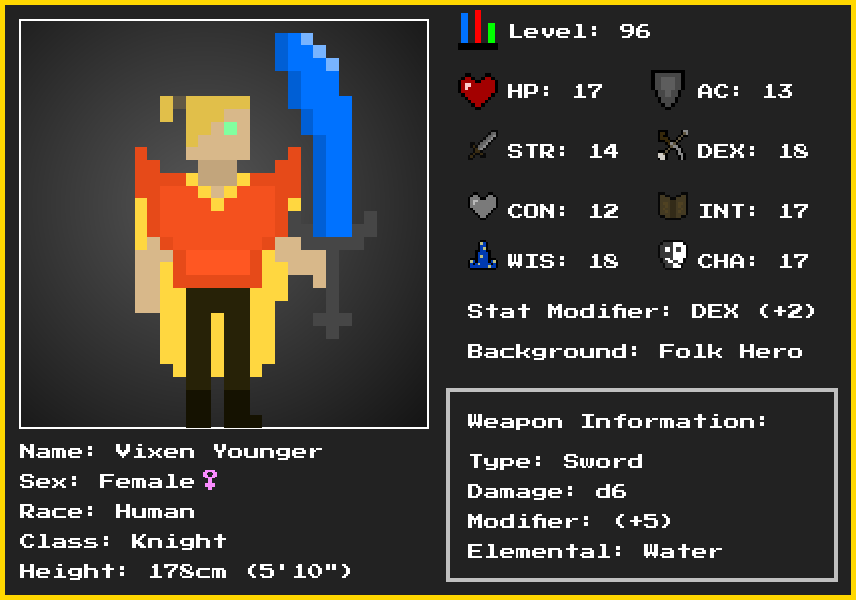 Level: 96
HP: 17 AC: 13
STR: 14 DEX: 18
CON: 12 INT: 17
WIS: 18 CHA: 17
Stat Modifier: DEX (+2)
Background: Folk Hero
Weapon Information:
Type: Sword
Damage: d6
Modifier: (+5)
Elemental: Water
Name: Vixen Younger
Sex: Female♀
Race: Human
Class: Knight
Height: 178cm (5'10")